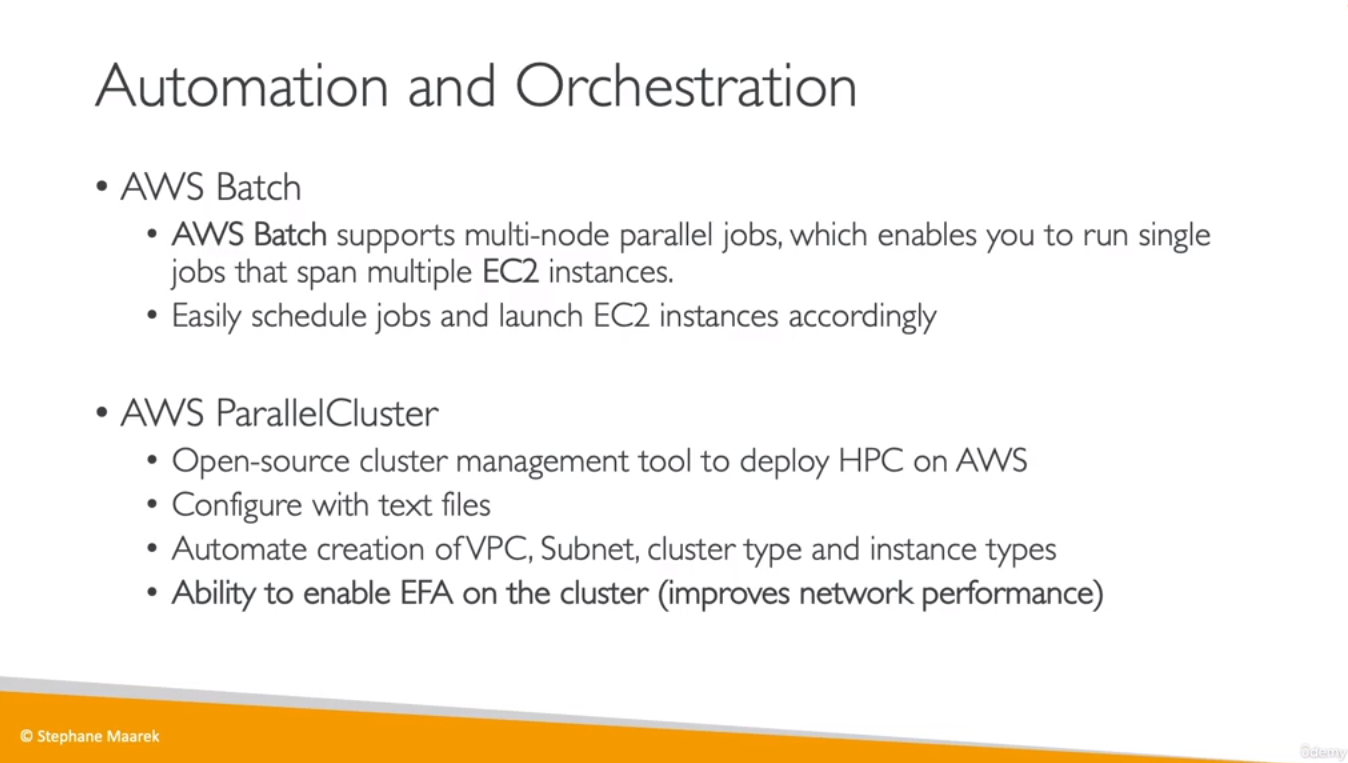 Automation and Orchestration
• AWS Batch
• AWS Batch supports multi-node parallel jobs, which enables you to run single
jobs that span multiple EC2 instances.
• Easily schedule jobs and launch EC2 instances accordingly
• AWS ParallelCluster
• Open-source cluster management tool to deploy HPC on AWS
• Configure with text files
• Automate creation of VPC, Subnet, cluster type and instance types
• Ability to enable EFA on the cluster (improves network performance)
© Stephane Maarek
ûdemy